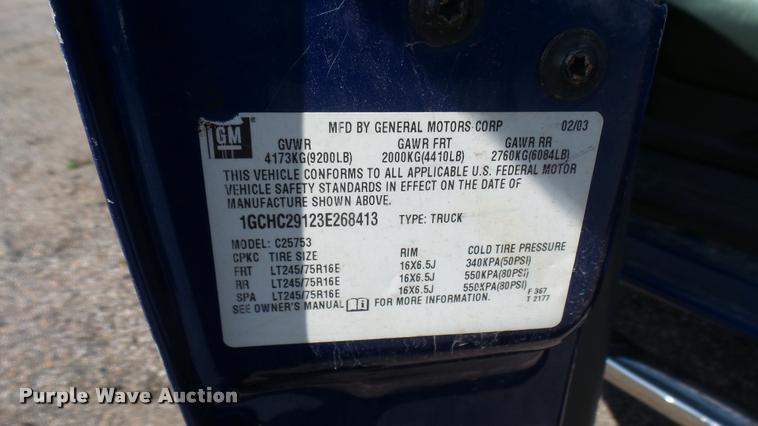 GM ®
MFD BY GENERAL MOTORS CORP 02/03
GVWR GAWR FRT GAWR RR
4173KG(9200LB) 2000KG(4410LB) 2760KG(6084LB)
THIS VEHICLE CONFORMS TO ALL APPLICABLE U.S. FEDERAL MOTOR
VEHICLE SAFETY STANDARDS IN EFFECT ON THE DATE OF
MANUFACTURE SHOWN ABOVE.
1GCHC29123E268413 TYPE: TRUCK
MODEL: C25753
CPKC TIRE SIZE RIM COLD TIRE PRESSURE
FRT LT245/75R16E 16X6.5J 340KPA(50PSI)
RR LT245/75R16E 16X6.5J 550KPA(80PSI)
SPA LT245/75R16E 16X6.5J 550KPA(80PSI)
SEE OWNER'S MANUAL FOR MORE INFORMATION.
F 367
T 2177
Purple Wave Auction®